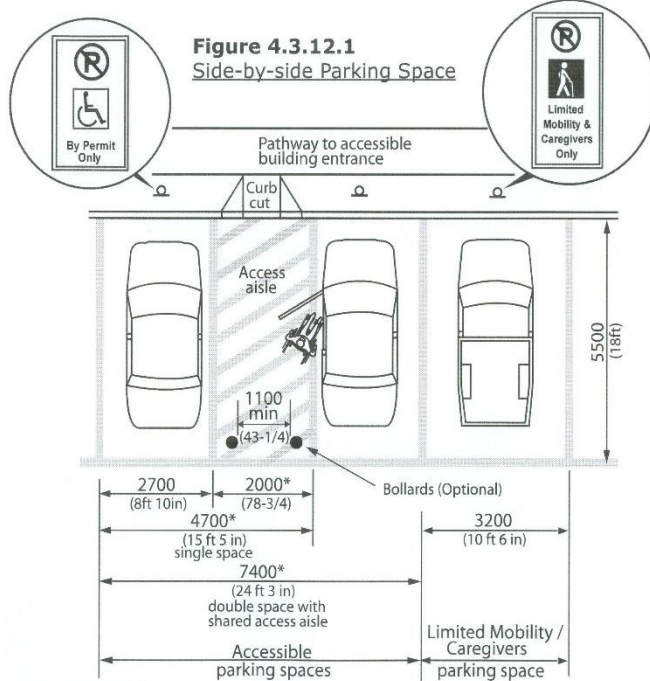 Figure 4.3.12.1
Side-by-side Parking Space
P
By Permit
Only
P
Limited
Mobility &
Caregivers
Only
Pathway to accessible
building entrance
Curb
cut
Access
aisle
5500
(18ft)
1100
min
(43-1/4)
Bollards (Optional)
2700
(8ft 10in)
2000*
(78-3/4)
4700*
(15 ft 5 in)
single space
3200
(10 ft 6 in)
7400*
(24 ft 3 in)
double space with
shared access aisle
Accessible
parking spaces
Limited Mobility /
Caregivers
parking space